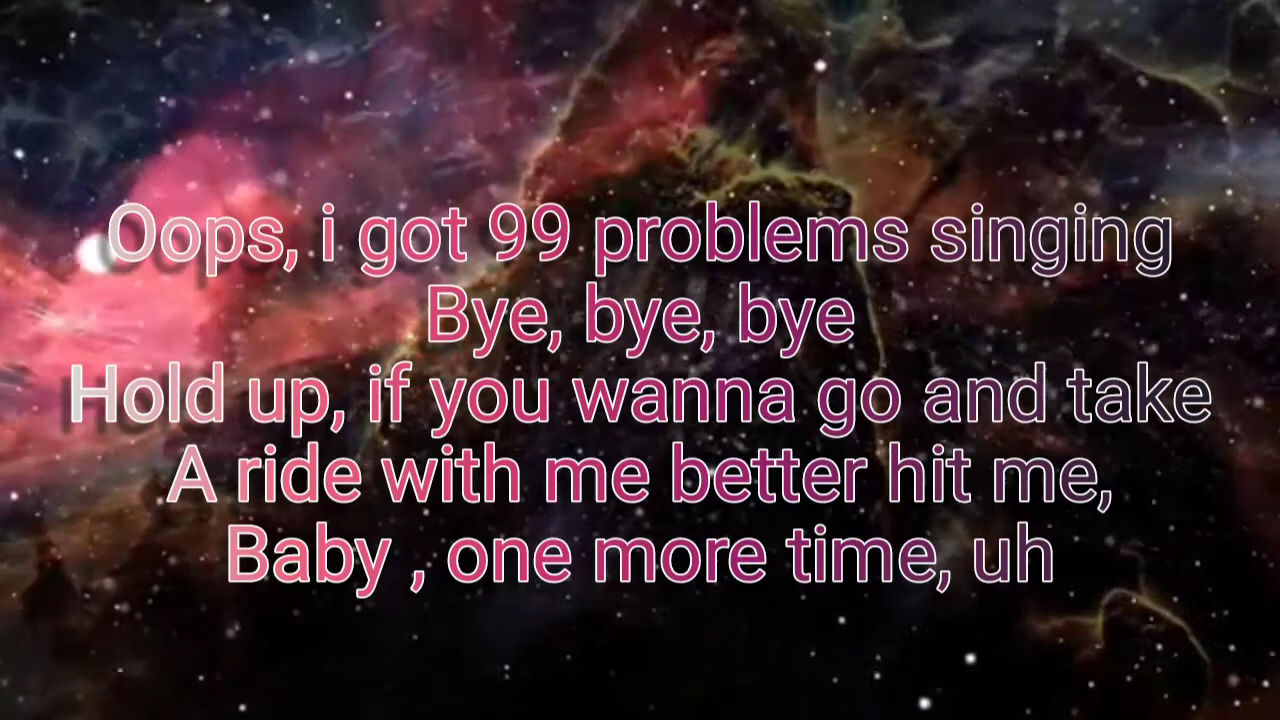 Oops, i got 99 problems singing
Bye, bye, bye
Hold up, if you wanna go and take
A ride with me better hit me,
Baby , one more time, uh